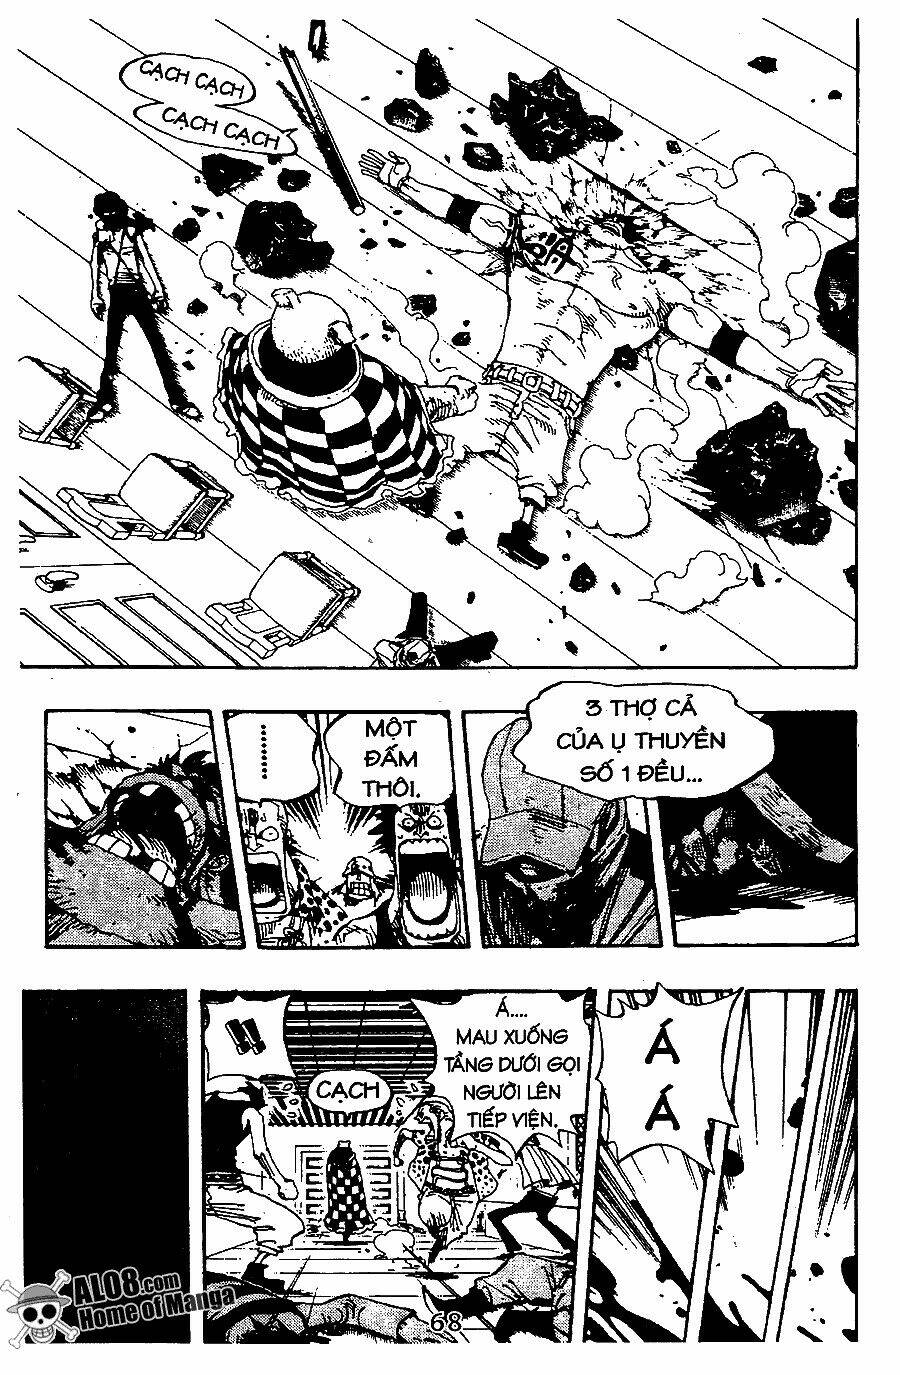 CẠCH CẠCH
CẠCH CẠCH
3 THỢ CẢ
CỦA Ụ THUYỀN
SỐ 1 ĐỀU...
MỘT
ĐẤM
THÔI.
.........
Á
Á
Á....
MAU XUỐNG
TẦNG DƯỚI GỌI
NGƯỜI LÊN
TIẾP VIỆN.
CẠCH
!!
68
ALO8.com
Home of Manga